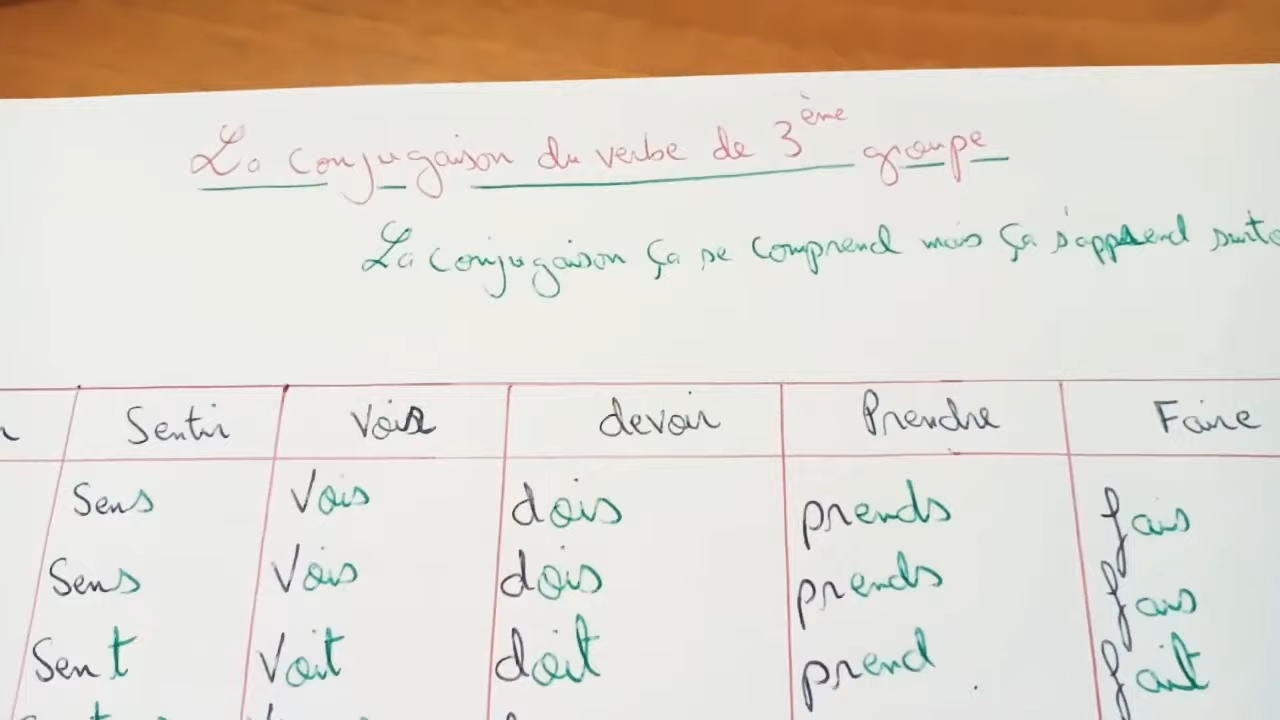 La conjugaison du verbe de 3ème groupe
La conjugaison ça se comprend mais ça s'apprend
Sentir Voir devoir Prendre Faire
Sens Vois dois prends fais
Sens Vois dois prends fais
Sent Voit doit prend fait